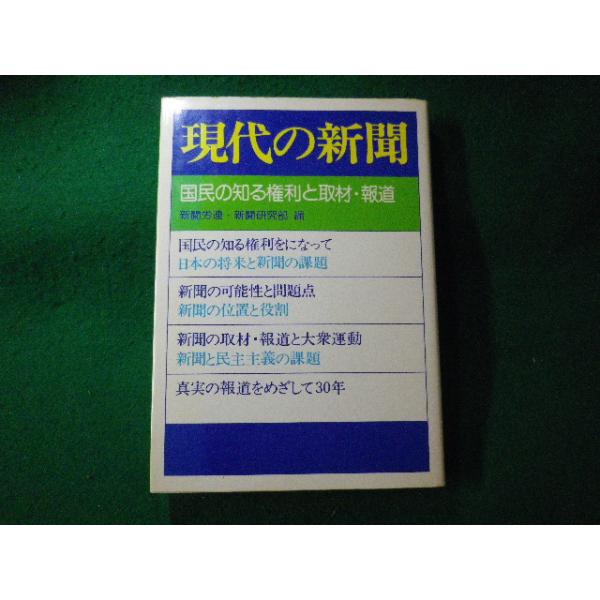 現代の新聞
国民の知る権利と取材・報道
新聞労連・新聞研究部 編
国民の知る権利をになって
日本の将来と新聞の課題
新聞の可能性と問題点
新聞の位置と役割
新聞の取材・報道と大衆運動
新聞と民主主義の課題
真実の報道をめざして30年